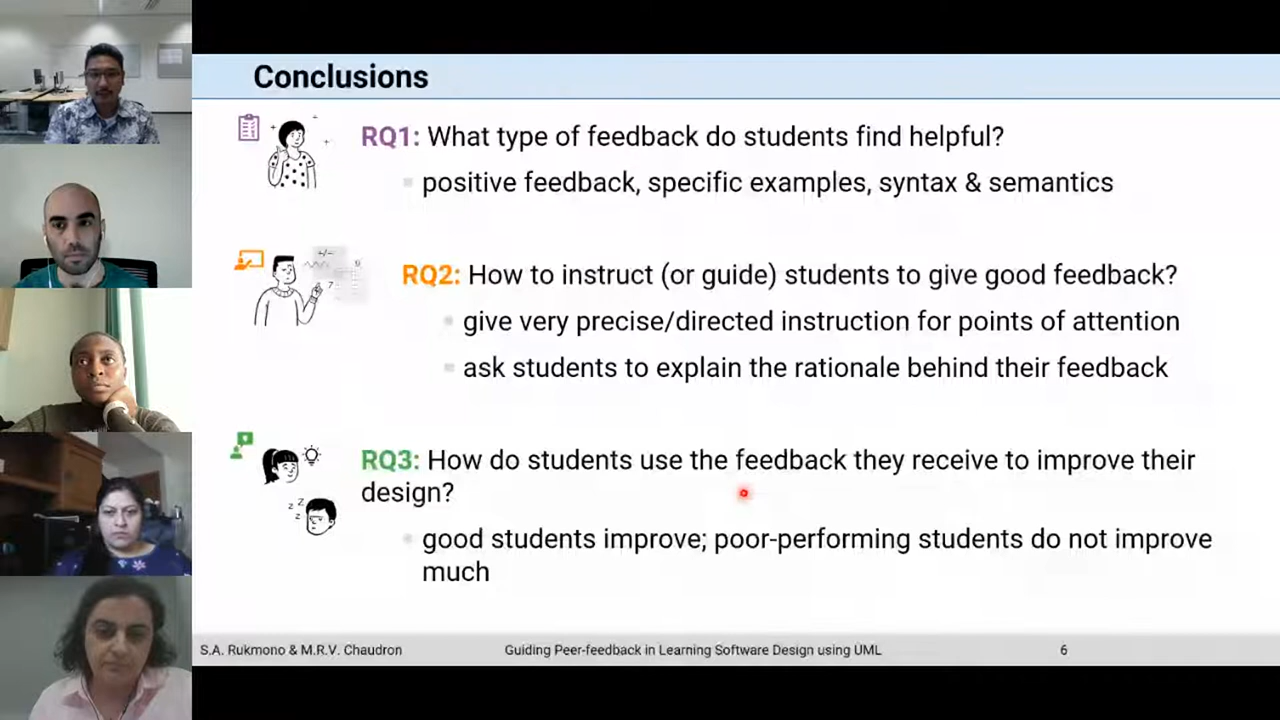 Conclusions
RQ1: What type of feedback do students find helpful?
positive feedback, specific examples, syntax & semantics
RQ2: How to instruct (or guide) students to give good feedback?
give very precise/directed instruction for points of attention
ask students to explain the rationale behind their feedback
RQ3: How do students use the feedback they receive to improve their
design?
good students improve; poor-performing students do not improve
much
S.A. Rukmono & M.R.V. Chaudron
Guiding Peer-feedback in Learning Software Design using UML
6